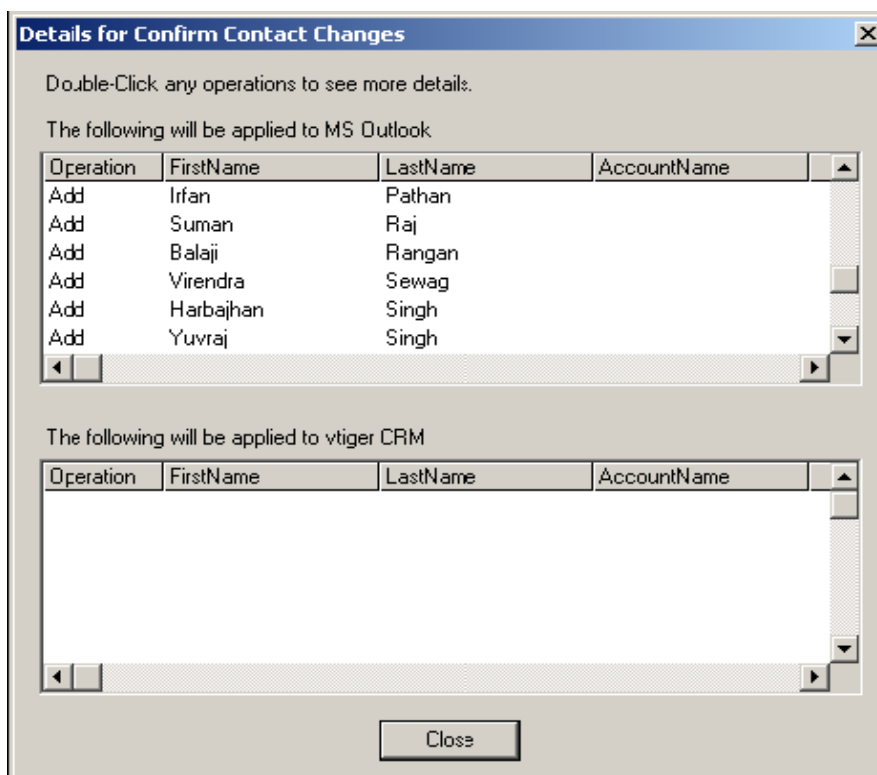 Details for Confirm Contact Changes
Double-Click any operations to see more details.
The following will be applied to MS Outlook
Operation FirstName LastName AccountName
Add Irfan Pathan
Add Suman Raj
Add Balaji Rangan
Add Virendra Sewag
Add Harbajhan Singh
Add Yuvraj Singh
The following will be applied to vtiger CRM
Operation FirstName LastName AccountName
Close